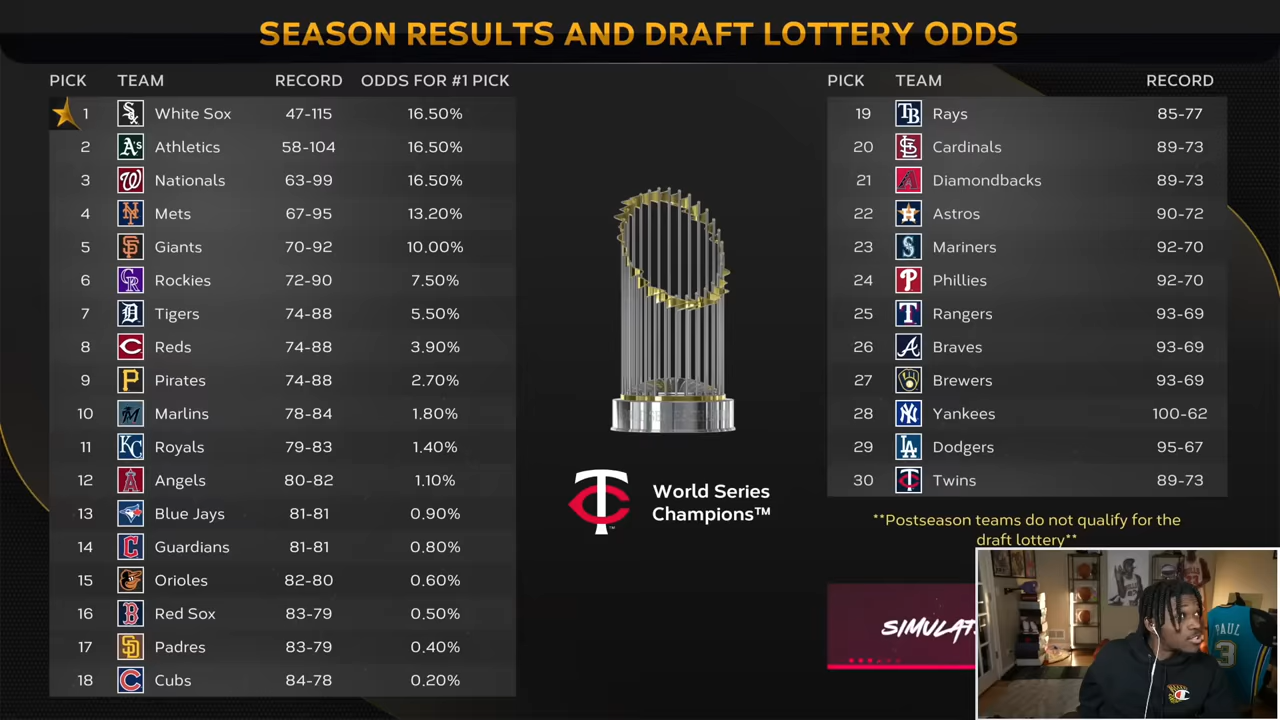 SEASON RESULTS AND DRAFT LOTTERY ODDS
PICK TEAM RECORD ODDS FOR #1 PICK
1 White Sox 47-115 16.50%
2 Athletics 58-104 16.50%
3 Nationals 63-99 16.50%
4 Mets 67-95 13.20%
5 Giants 70-92 10.00%
6 Rockies 72-90 7.50%
7 Tigers 74-88 5.50%
8 Reds 74-88 3.90%
9 Pirates 74-88 2.70%
10 Marlins 78-84 1.80%
11 Royals 79-83 1.40%
12 Angels 80-82 1.10%
13 Blue Jays 81-81 0.90%
14 Guardians 81-81 0.80%
15 Orioles 82-80 0.60%
16 Red Sox 83-79 0.50%
17 Padres 83-79 0.40%
18 Cubs 84-78 0.20%
World Series
Champions™
PICK TEAM RECORD
19 Rays 85-77
20 Cardinals 89-73
21 Diamondbacks 89-73
22 Astros 90-72
23 Mariners 92-70
24 Phillies 92-70
25 Rangers 93-69
26 Braves 93-69
27 Brewers 93-69
28 Yankees 100-62
29 Dodgers 95-67
30 Twins 89-73
**Postseason teams do not qualify for the
draft lottery**
SIMULAT
PAUL
3